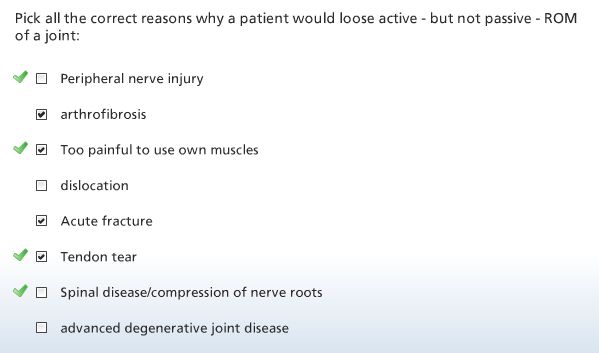 Pick all the correct reasons why a patient would loose active - but not passive - ROM
of a joint:
Peripheral nerve injury
arthrofibrosis
Too painful to use own muscles
dislocation
Acute fracture
Tendon tear
Spinal disease/compression of nerve roots
advanced degenerative joint disease